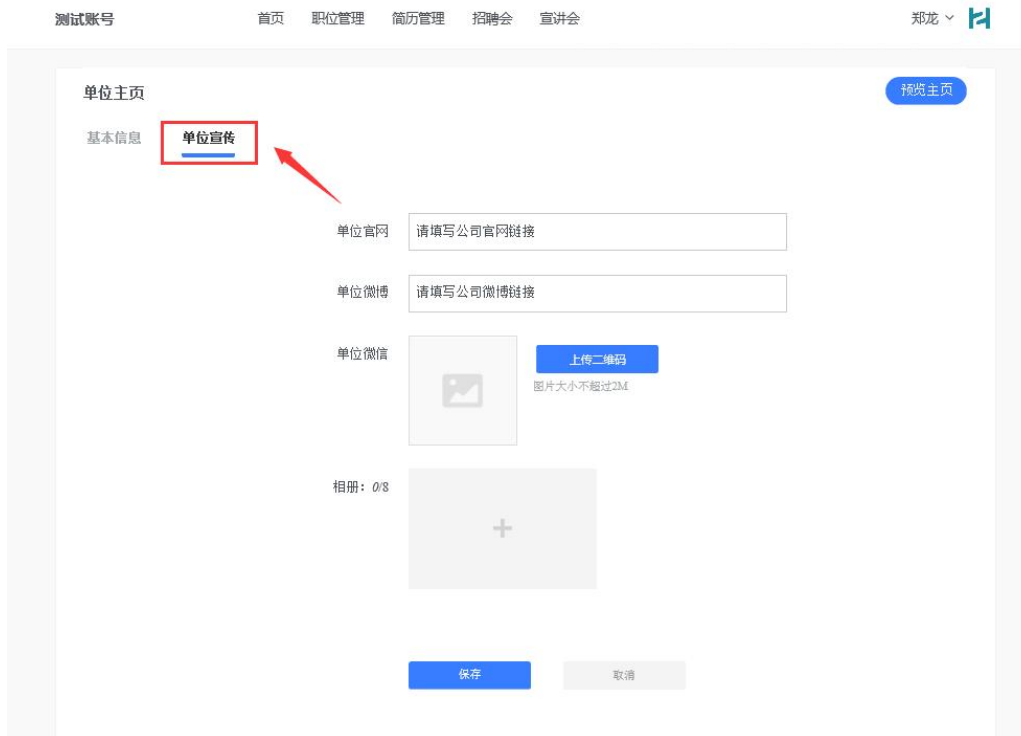 测试账号 首页 职位管理 简历管理 招聘会 宣讲会 郑龙
单位主页 预览主页
基本信息 单位宣传
单位官网 请填写公司官网链接
单位微博 请填写公司微博链接
单位微信 上传二维码
图片大小不超过2M
相册：0/8
保存 取消